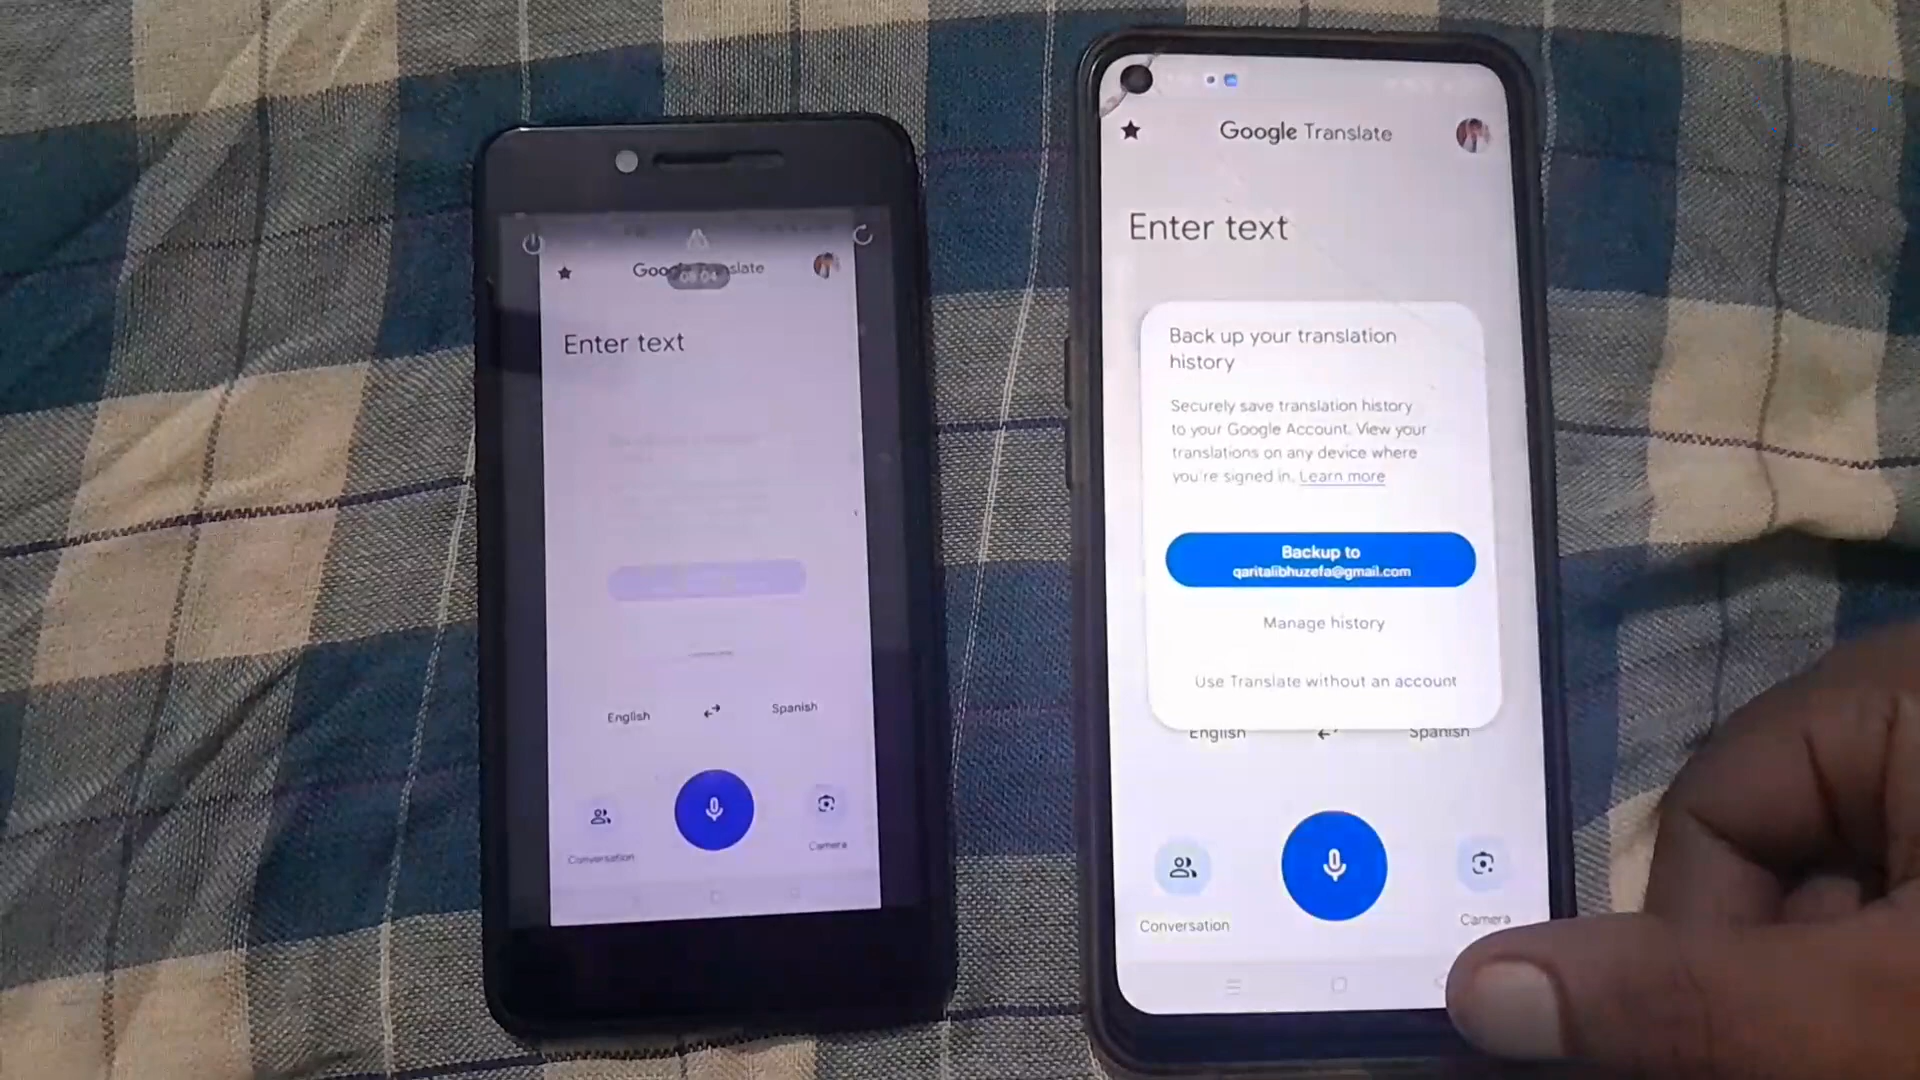 Enter text
English
Spanish
Conversation
Camera
Google Translate
Enter text
Back up your translation
history
Securely save translation history
to your Google Account. View your
translations on any device where
you're signed in. Learn more
Backup to
qaritalibhuzefa@gmail.com
Manage history
Use Translate without an account
English
Spanish
Conversation
Camera